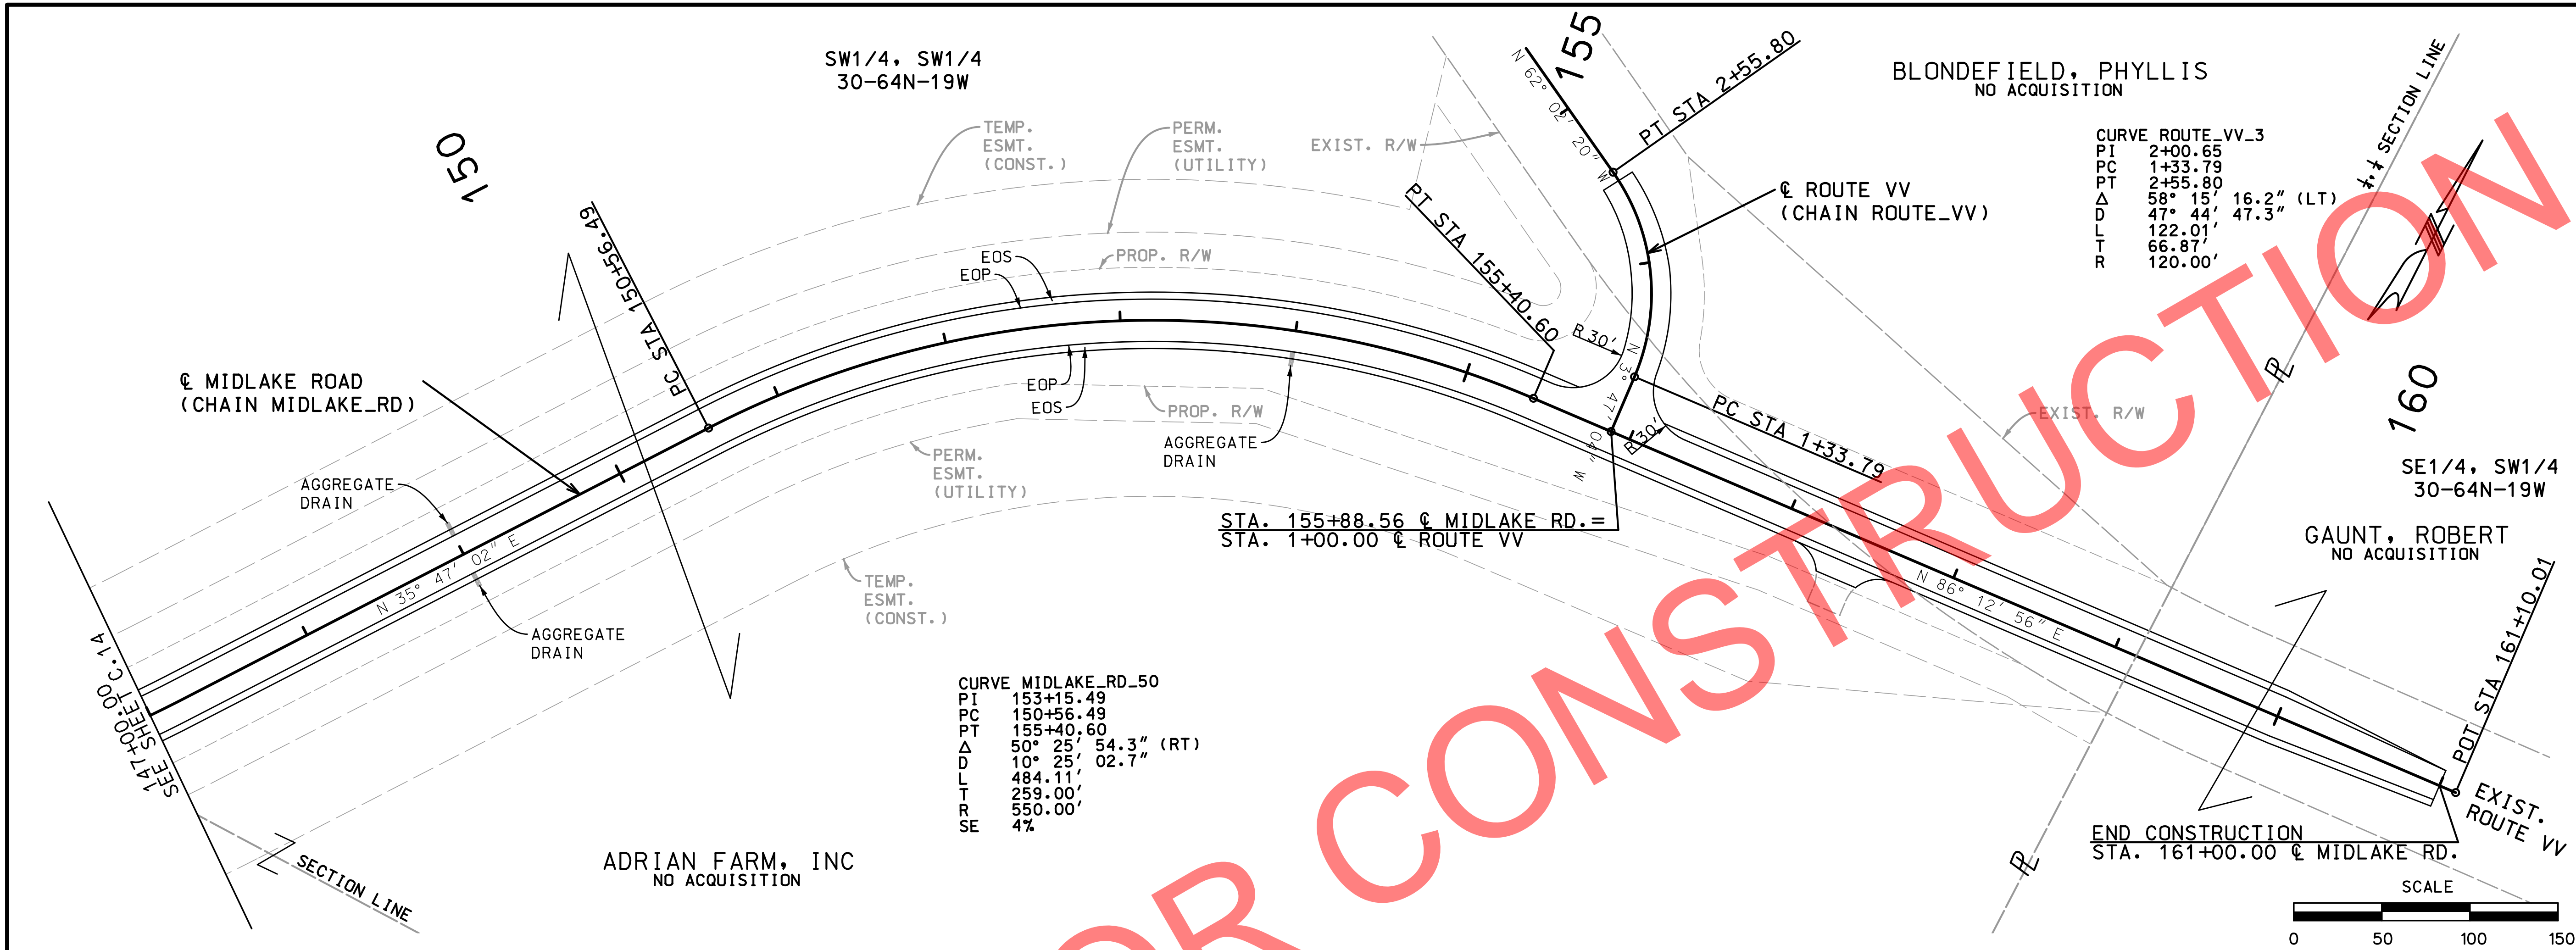 SW1/4, SW1/4
30-64N-19W
150
155
N 62° 02' 20" W
PT STA 2+55.80
BLONDEFIELD, PHYLLIS
NO ACQUISITION
¼, ¼ SECTION LINE
CURVE ROUTE_VV_3
PI 2+00.65
PC 1+33.79
PT 2+55.80
Δ 58° 15' 16.2" (LT)
D 47° 44' 47.3"
L 122.01'
T 66.87'
R 120.00'
TEMP.
ESMT.
(CONST.)
PERM.
ESMT.
(UTILITY)
EXIST. R/W
PROP. R/W
EOS
EOP
PC STA 150+56.49
PT STA 155+40.60
℄ ROUTE VV
(CHAIN ROUTE_VV)
℄ MIDLAKE ROAD
(CHAIN MIDLAKE_RD)
R 30'
N 3° 47' 04" W
R 30'
PC STA 1+33.79
EXIST. R/W
PL
160
EOP
EOS
PROP. R/W
AGGREGATE
DRAIN
PERM.
ESMT.
(UTILITY)
AGGREGATE
DRAIN
N 35° 47' 02" E
AGGREGATE
DRAIN
TEMP.
ESMT.
(CONST.)
STA. 155+88.56 ℄ MIDLAKE RD.=
STA. 1+00.00 ℄ ROUTE VV
SE1/4, SW1/4
30-64N-19W
GAUNT, ROBERT
NO ACQUISITION
N 86° 12' 56" E
POT STA 161+10.01
147+00.00
SEE SHEET C.14
CURVE MIDLAKE_RD_50
PI 153+15.49
PC 150+56.49
PT 155+40.60
Δ 50° 25' 54.3" (RT)
D 10° 25' 02.7"
L 484.11'
T 259.00'
R 550.00'
SE 4%
ADRIAN FARM, INC
NO ACQUISITION
SECTION LINE
PL
END CONSTRUCTION
STA. 161+00.00 ℄ MIDLAKE RD.
EXIST.
ROUTE VV
SCALE
0 50 100 150
OR CONSTRUCTION